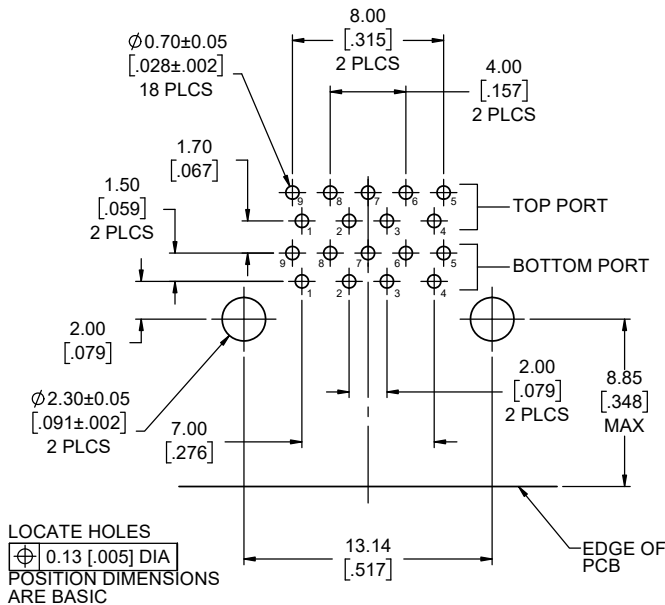 8.00
[.315]
2 PLCS
Ø0.70±0.05
[.028±.002]
18 PLCS
4.00
[.157]
2 PLCS
1.70
[.067]
1.50
[.059]
2 PLCS
9 8 7 6 5
TOP PORT
1 2 3 4
9 8 7 6 5
BOTTOM PORT
1 2 3 4
2.00
[.079]
Ø2.30±0.05
[.091±.002]
2 PLCS
7.00
[.276]
2.00
[.079]
2 PLCS
8.85
[.348]
MAX
LOCATE HOLES
⌖ 0.13 [.005] DIA
POSITION DIMENSIONS
ARE BASIC
13.14
[.517]
EDGE OF
PCB